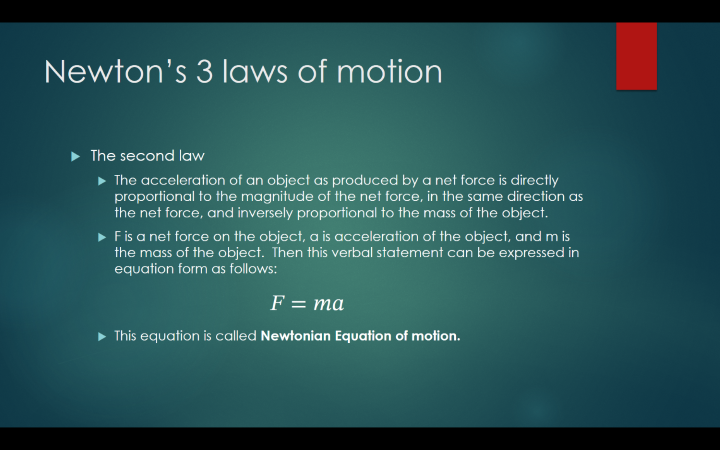 Newton's 3 laws of motion
The second law
The acceleration of an object as produced by a net force is directly
proportional to the magnitude of the net force, in the same direction as
the net force, and inversely proportional to the mass of the object.
F is a net force on the object, a is acceleration of the object, and m is
the mass of the object. Then this verbal statement can be expressed in
equation form as follows:
F = ma
This equation is called Newtonian Equation of motion.